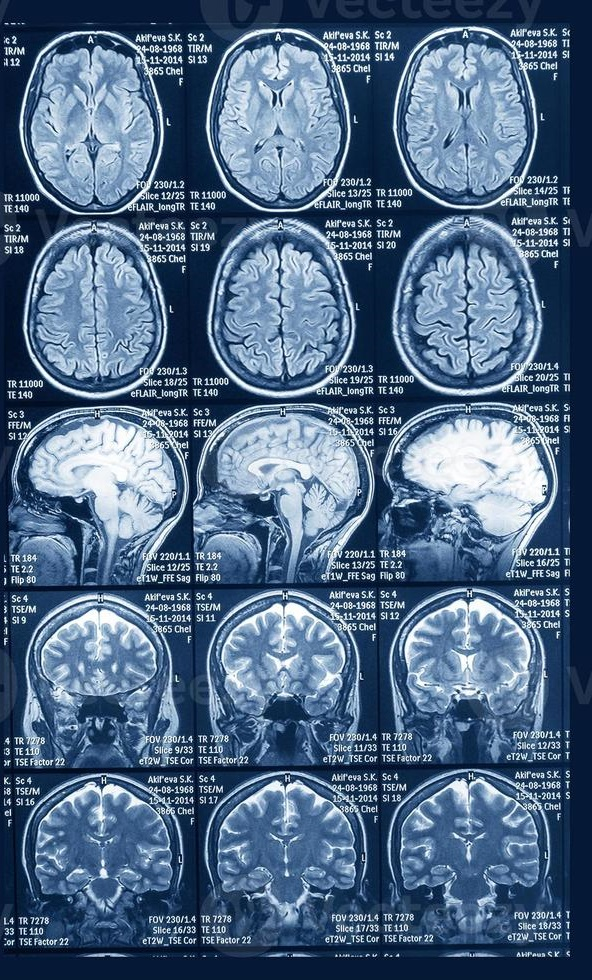 vecteezy
Sc 2
TIR/M
Sl 12
A
Akif'eva S.K.
24-08-1968
15-11-2014
3865 Chel
F
L
TR 11000
TE 140
FOV 230/1.2
Slice 12/25
eFLAIR_longTR
Sc 2
TIR/M
Sl 13
A
Akif'eva S.K.
24-08-1968
15-11-2014
3865 Chel
F
L
TR 11000
TE 140
FOV 230/1.2
Slice 13/25
eFLAIR_longTR
Sc 2
TIR/M
Sl 14
A
Akif'eva S.K.
24-08-1968
15-11-2014
3865 Chel
F
L
TR 11000
TE 140
FOV 230/1.2
Slice 14/25
eFLAIR_longTR
Sc 2
TIR/M
Sl 18
A
Akif'eva S.K.
24-08-1968
15-11-2014
3865 Chel
F
L
TR 11000
TE 140
FOV 230/1.3
Slice 18/25
eFLAIR_longTR
Sc 2
TIR/M
Sl 19
A
Akif'eva S.K.
24-08-1968
15-11-2014
3865 Chel
F
L
TR 11000
TE 140
FOV 230/1.3
Slice 19/25
eFLAIR_longTR
Sc 2
TIR/M
Sl 20
A
Akif'eva S.K.
24-08-1968
15-11-2014
3865 Chel
F
L
TR 11000
TE 140
FOV 230/1.4
Slice 20/25
eFLAIR_longTR
Sc 3
FFE/M
Sl 12
H
Akif'eva S.K.
24-08-1968
15-11-2014
3865 Chel
F
P
TR 184
TE 2.2
Flip 80
FOV 220/1.1
Slice 12/25
eT1W_FFE Sag
Sc 3
FFE/M
Sl 13
H
Akif'eva S.K.
24-08-1968
15-11-2014
3865 Chel
F
P
TR 184
TE 2.2
Flip 80
FOV 220/1.1
Slice 13/25
eT1W_FFE Sag
Sc 3
FFE/M
Sl 16
H
Akif'eva S.K.
24-08-1968
15-11-2014
3865 Chel
F
P
TR 184
TE 2.2
Flip 80
FOV 220/1.1
Slice 16/25
eT1W_FFE Sag
Sc 4
TSE/M
Sl 9
H
Akif'eva S.K.
24-08-1968
15-11-2014
3865 Chel
F
L
TR 7278
TE 110
TSE Factor 22
FOV 230/1.4
Slice 9/33
eT2W_TSE Cor
Sc 4
TSE/M
Sl 11
H
Akif'eva S.K.
24-08-1968
15-11-2014
3865 Chel
F
L
TR 7278
TE 110
TSE Factor 22
FOV 230/1.4
Slice 11/33
eT2W_TSE Cor
Sc 4
TSE/M
Sl 12
H
Akif'eva S.K.
24-08-1968
15-11-2014
3865 Chel
F
L
TR 7278
TE 110
TSE Factor 22
FOV 230/1.4
Slice 12/33
eT2W_TSE Cor
Sc 4
TSE/M
Sl 16
H
Akif'eva S.K.
24-08-1968
15-11-2014
3865 Chel
F
L
TR 7278
TE 110
TSE Factor 22
FOV 230/1.4
Slice 16/33
eT2W_TSE Cor
Sc 4
TSE/M
Sl 17
H
Akif'eva S.K.
24-08-1968
15-11-2014
3865 Chel
F
L
TR 7278
TE 110
TSE Factor 22
FOV 230/1.4
Slice 17/33
eT2W_TSE Cor
Sc 4
TSE/M
Sl 18
H
Akif'eva S.K.
24-08-1968
15-11-2014
3865 Chel
F
L
TR 7278
TE 110
TSE Factor 22
FOV 230/1.4
Slice 18/33
eT2W_TSE Cor